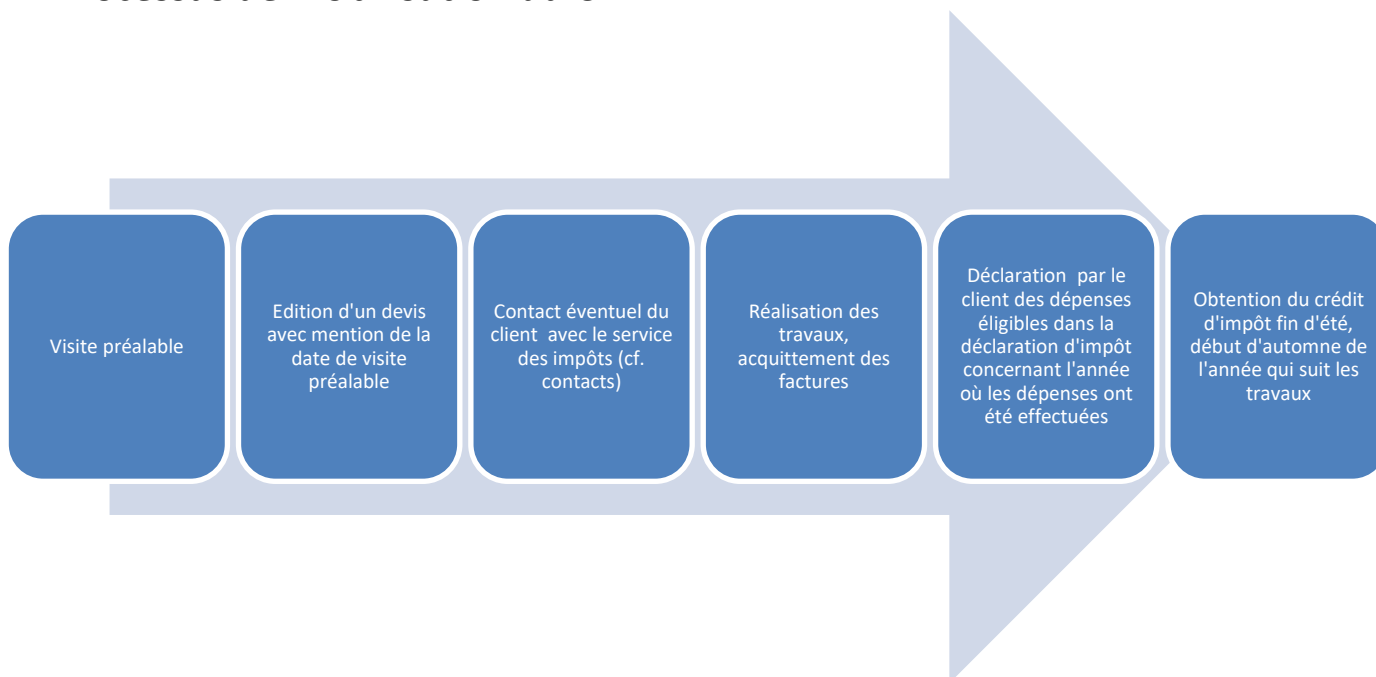 Visite préalable
Edition d'un devis
avec mention de la
date de visite
préalable
Contact éventuel du
client avec le service
des impôts (cf.
contacts)
Réalisation des
travaux,
acquittement des
factures
Déclaration par le
client des dépenses
éligibles dans la
déclaration d'impôt
concernant l'année
où les dépenses ont
été effectuées
Obtention du crédit
d'impôt fin d'été,
début d'automne de
l'année qui suit les
travaux